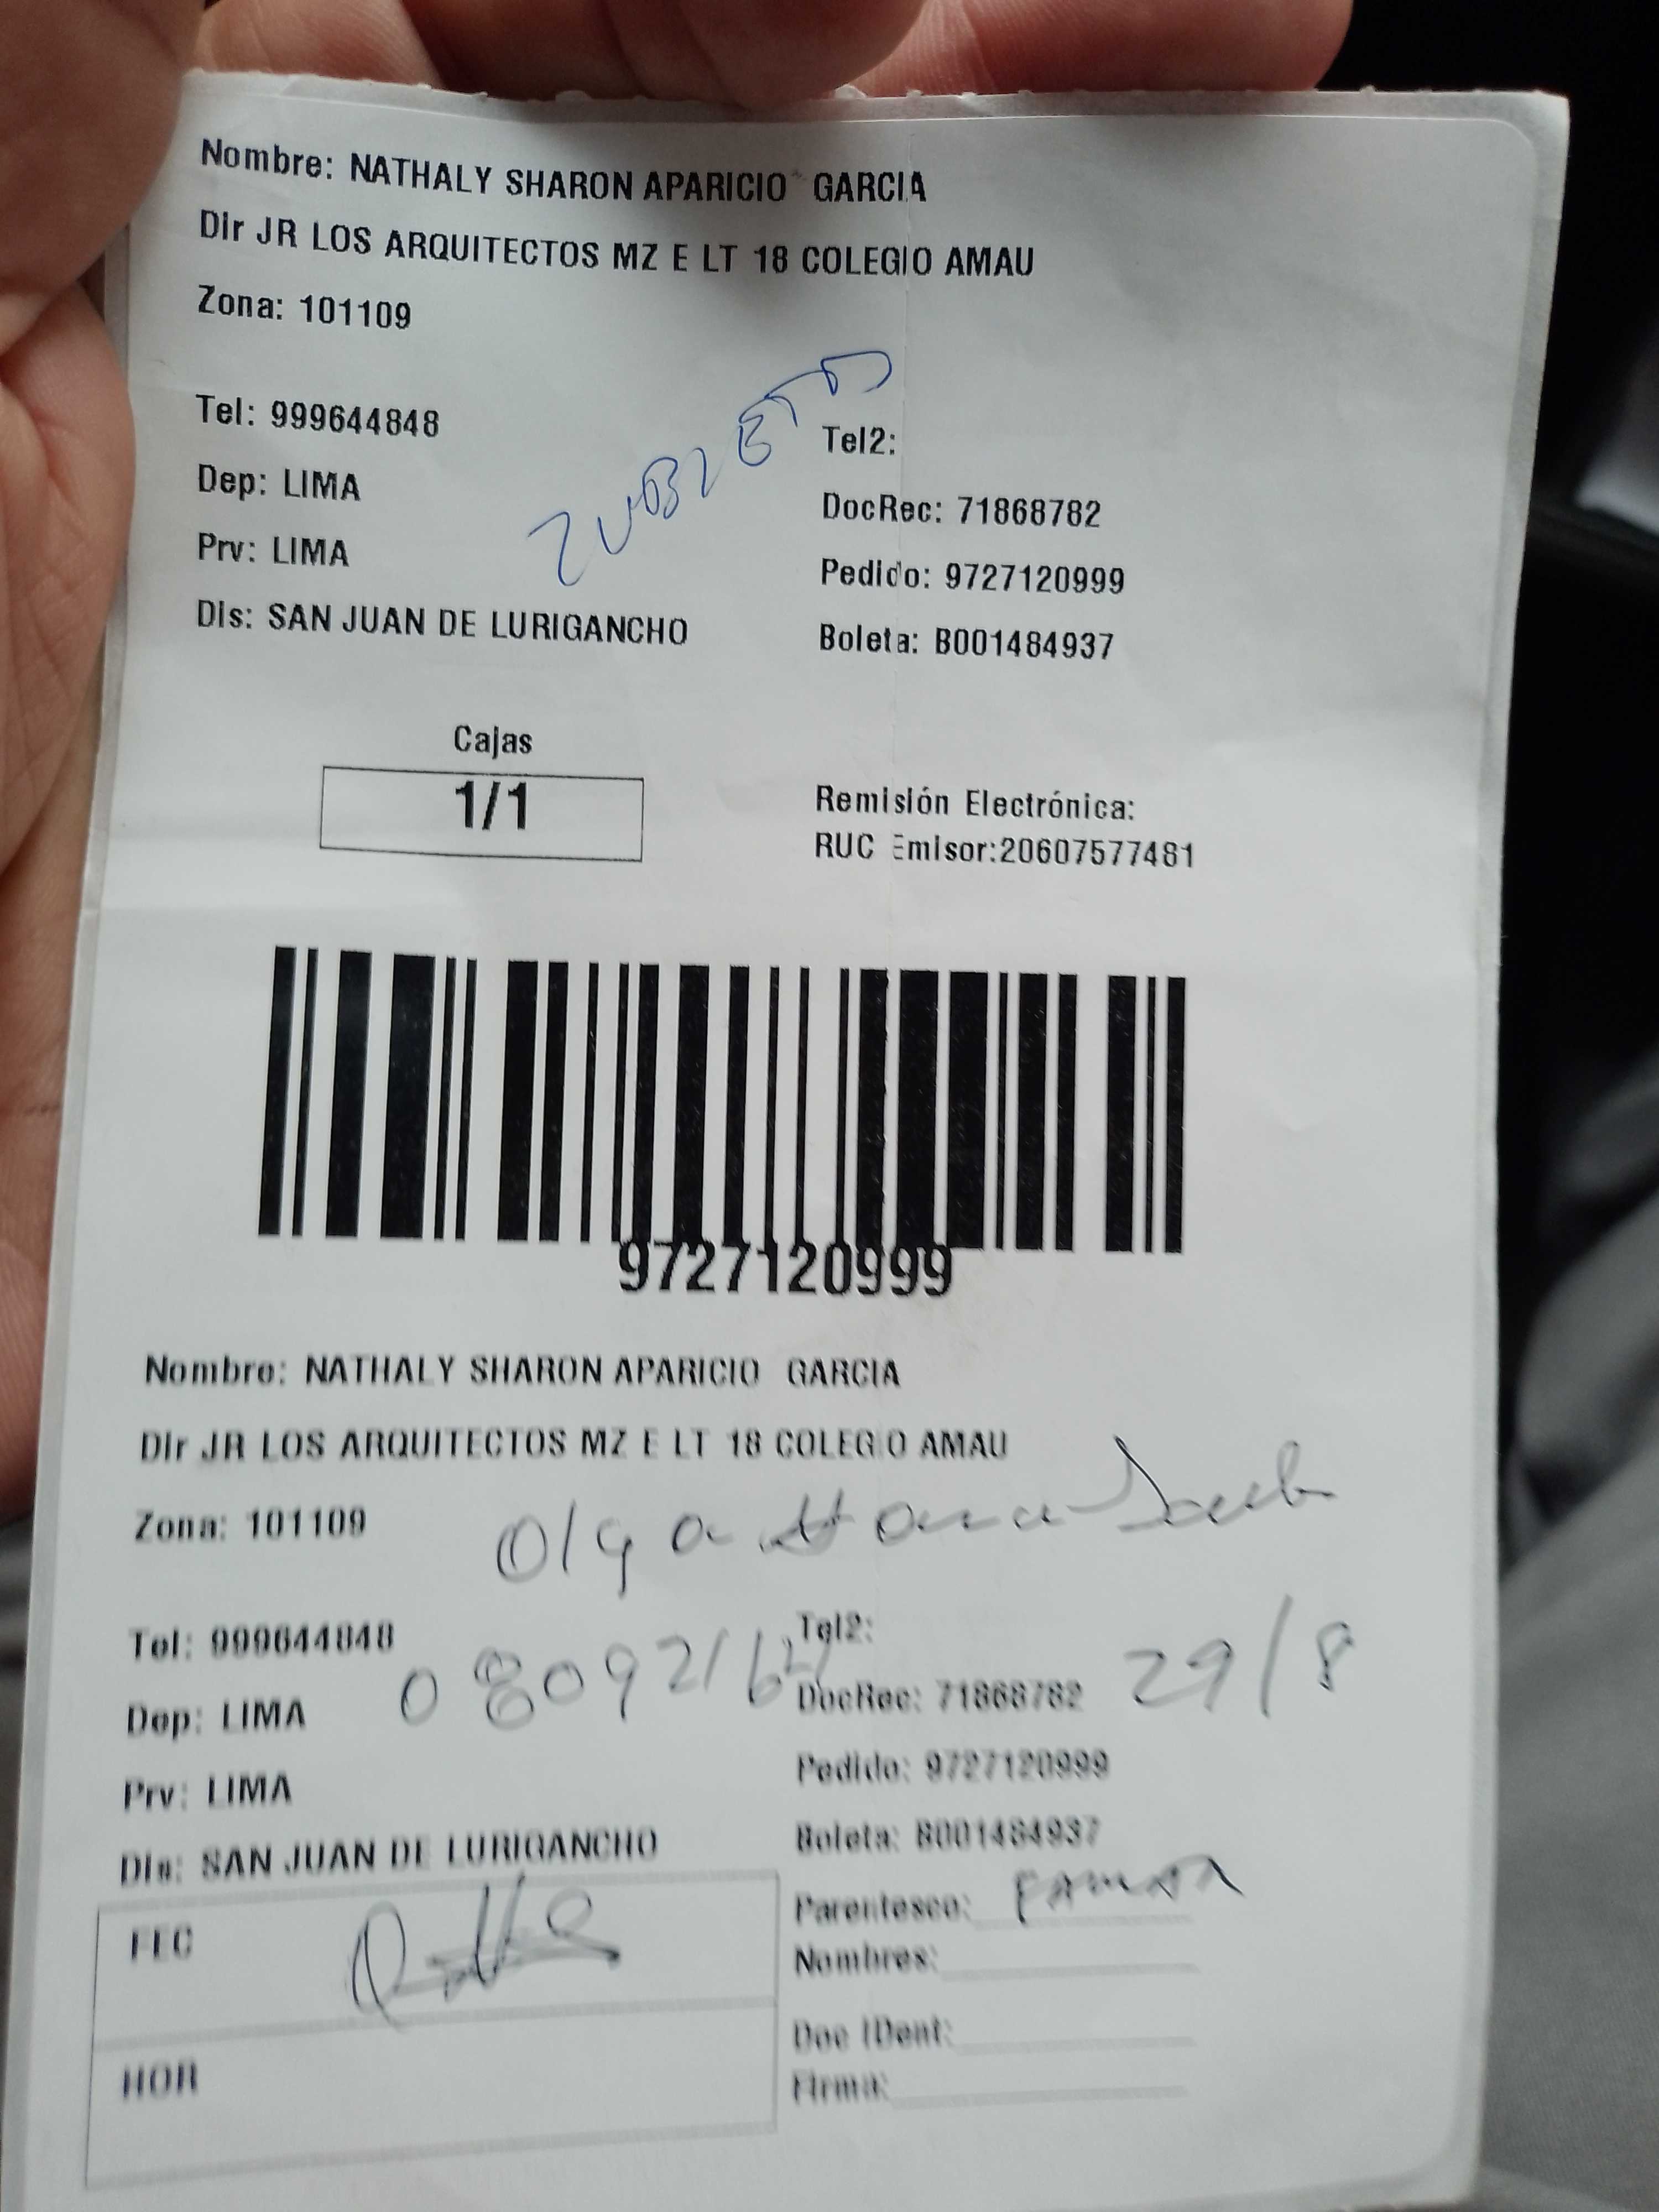 Nombre: NATHALY SHARON APARICIO GARCIA
Dir JR LOS ARQUITECTOS MZ E LT 18 COLEGIO AMAU
Zona: 101109
Tel: 999644848
Tel2:
Dep: LIMA
DocRec: 71868782
Prv: LIMA
Pedido: 9727120999
Dis: SAN JUAN DE LURIGANCHO
Boleta: B001484937
Cajas
1/1
Remisión Electrónica:
RUC Emisor:20607577481
9727120999
Nombre: NATHALY SHARON APARICIO GARCIA
Dir JR LOS ARQUITECTOS MZ E LT 18 COLEGIO AMAU
Zona: 101109
Olga
Tel: 999644848
Tel2:
Dep: LIMA
DocRec: 71868782
29/8
Prv: LIMA
Pedido: 9727120999
Dis: SAN JUAN DE LURIGANCHO
Boleta: B001484937
FEC
Parentesco:
Nombres:
HOR
Doc IDent:
Firma: